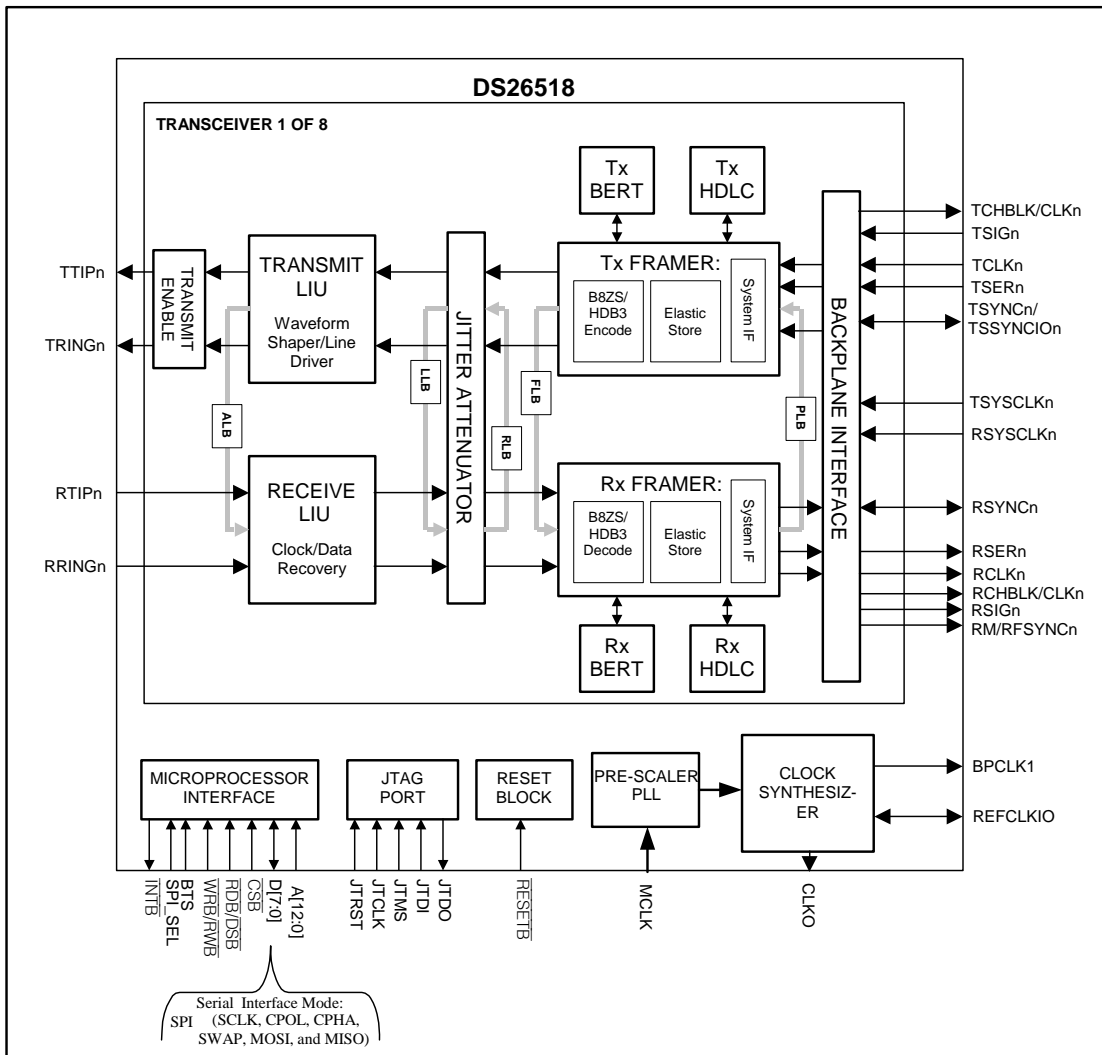 DS26518
TRANSCEIVER 1 OF 8
Tx
BERT
Tx
HDLC
TRANSMIT
ENABLE
TRANSMIT
LIU
Waveform
Shaper/Line
Driver
JITTER ATTENUATOR
Tx FRAMER:
B8ZS/
HDB3
Encode
Elastic
Store
System IF
BACKPLANE INTERFACE
TTIPn
TRINGn
RTIPn
RRINGn
ALB
LLB
RLB
FLB
PLB
RECEIVE
LIU
Clock/Data
Recovery
Rx FRAMER:
B8ZS/
HDB3
Decode
Elastic
Store
System IF
Rx
BERT
Rx
HDLC
TCHBLK/CLKn
TSIGn
TCLKn
TSERn
TSYNCn/
TSSYNCIOn
TSYSCLKn
RSYSCLKn
RSYNCn
RSERn
RCLKn
RCHBLK/CLKn
RSIGn
RM/RFSYNCn
MICROPROCESSOR
INTERFACE
JTAG
PORT
RESET
BLOCK
PRE-SCALER
PLL
CLOCK
SYNTHESIZ-
ER
BPCLK1
REFCLKIO
INTB
SPI_SEL
BTS
WRB/RWB
RDB/DSB
CSB
D[7:0]
A[12:0]
JTRST
JTCLK
JTMS
JTDI
JTDO
RESETB
MCLK
CLKO
Serial Interface Mode:
SPI (SCLK, CPOL, CPHA,
SWAP, MOSI, and MISO)